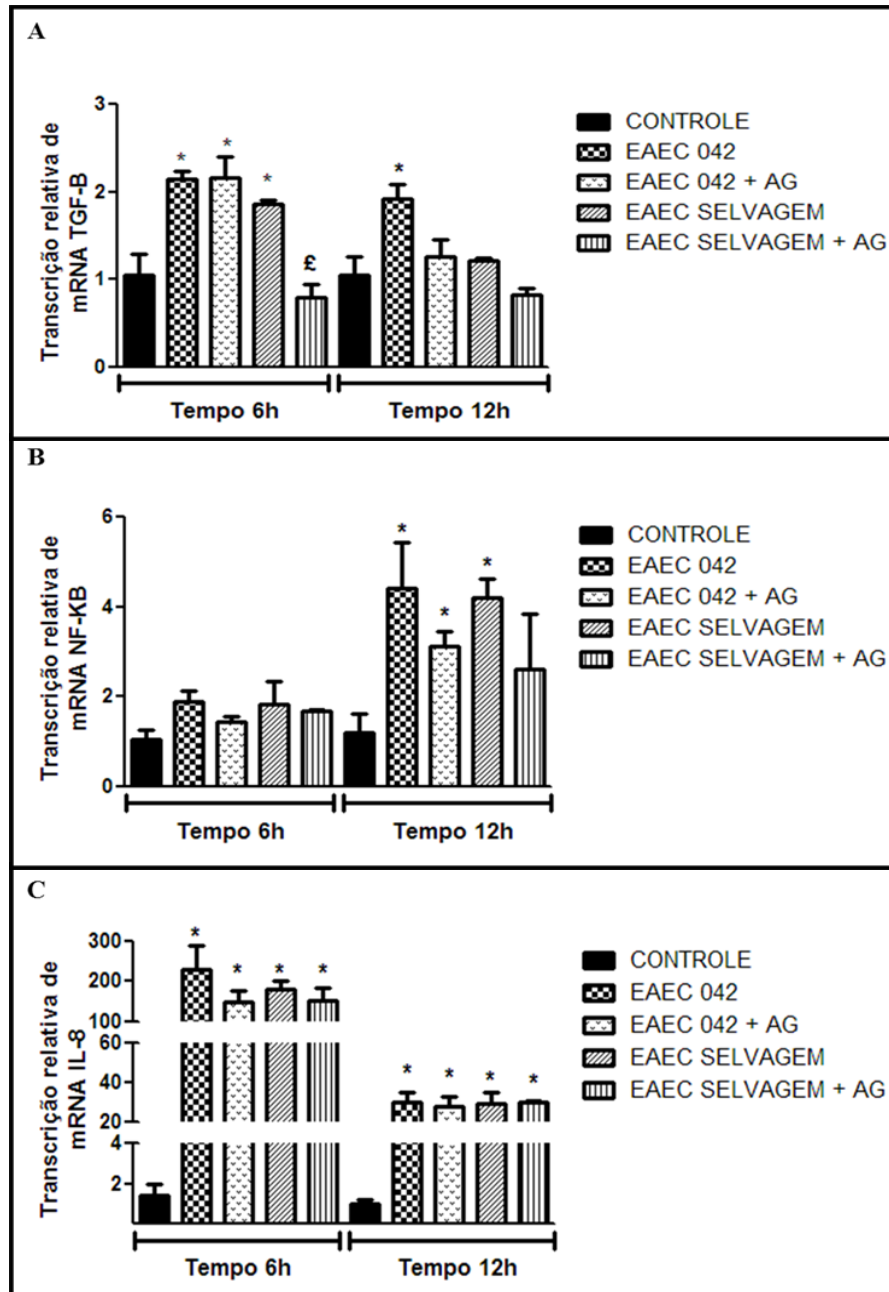 A
Transcrição relativa de
mRNA TGF-B
3
2
1
0
*
*
*
£
*
Tempo 6h
Tempo 12h
CONTROLE
EAEC 042
EAEC 042 + AG
EAEC SELVAGEM
EAEC SELVAGEM + AG
B
Transcrição relativa de
mRNA NF-KB
6
4
2
0
*
*
*
Tempo 6h
Tempo 12h
CONTROLE
EAEC 042
EAEC 042 + AG
EAEC SELVAGEM
EAEC SELVAGEM + AG
C
Transcrição relativa de
mRNA IL-8
300
200
100
60
40
20
4
2
*
*
*
*
*
*
*
*
Tempo 6h
Tempo 12h
CONTROLE
EAEC 042
EAEC 042 + AG
EAEC SELVAGEM
EAEC SELVAGEM + AG